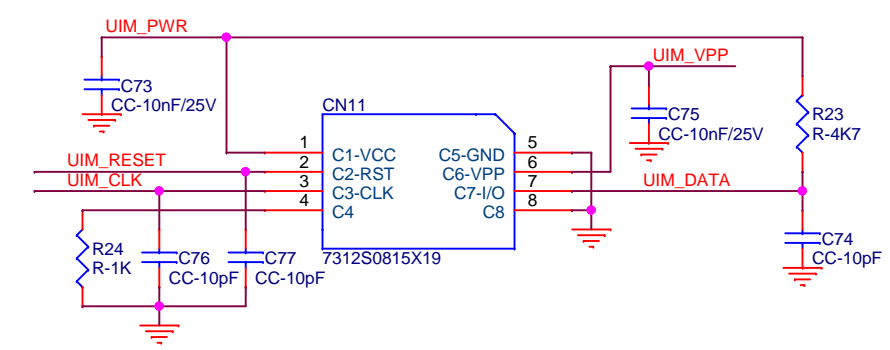 UIM_PWR
UIM_VPP
C73
CC-10nF/25V
CN11
C75
CC-10nF/25V
R23
R-4K7
1
C1-VCC
C5-GND
5
UIM_RESET
2
C2-RST
C6-VPP
6
UIM_CLK
3
C3-CLK
C7-I/O
7
UIM_DATA
4
C4
C8
8
R24
R-1K
C76
CC-10pF
C77
CC-10pF
7312S0815X19
C74
CC-10pF